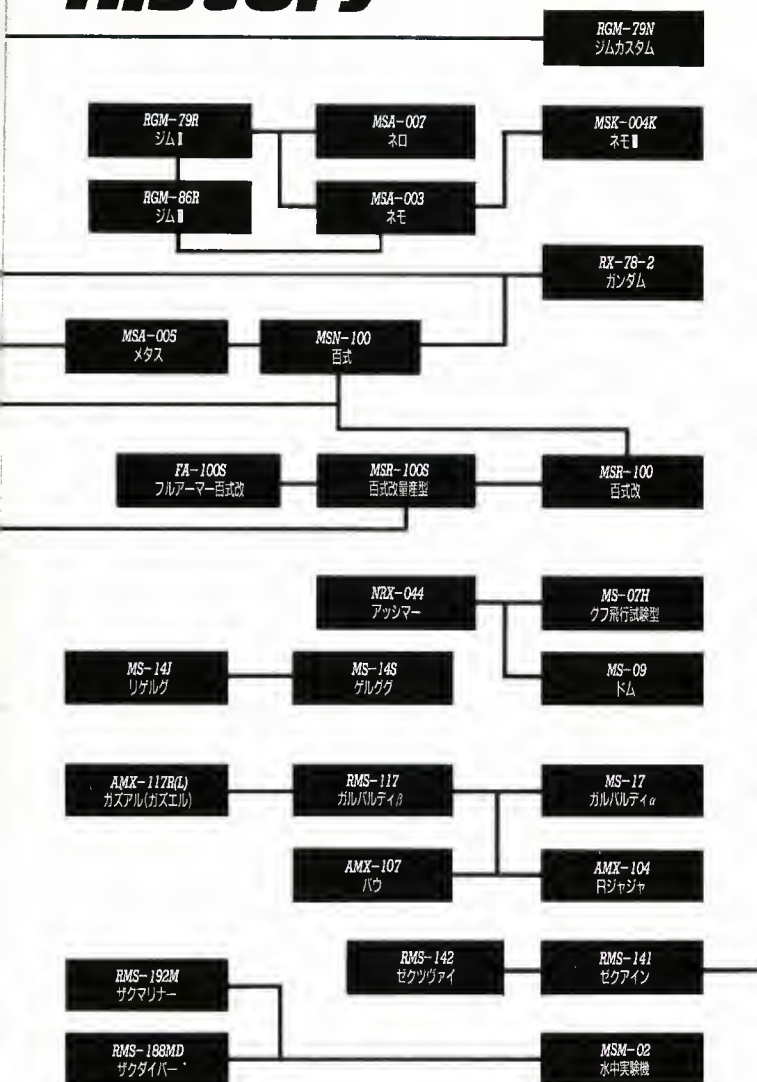 History
RGM-79N
ジムカスタム
RGM-79R
ジムⅡ
MSA-007
ネロ
MSK-004K
ネモⅢ
RGM-86R
ジムⅢ
MSA-003
ネモ
RX-78-2
ガンダム
MSA-005
メタス
MSN-100
百式
FA-100S
フルアーマー百式改
MSR-100S
百式改量産型
MSR-100
百式改
NRX-044
アッシマー
MS-07H
グフ飛行試験型
MS-14J
リゲルグ
MS-14S
ゲルググ
MS-09
ドム
AMX-117R(L)
ガズアル(ガズエル)
RMS-117
ガルバルディβ
MS-17
ガルバルディα
AMX-107
バウ
AMX-104
Rジャジャ
RMS-142
ゼクツヴァイ
RMS-141
ゼクアイン
RMS-192M
ザクマリナー
RMS-188MD
ザクダイバー
MSM-02
水中実験機